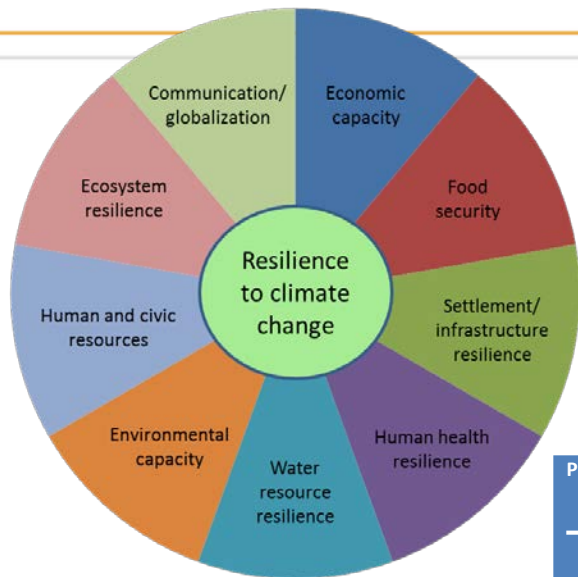 Communication/
globalization
Economic
capacity
Food
security
Settlement/
infrastructure
resilience
Human health
resilience
Water
resource
resilience
Environmental
capacity
Human and civic
resources
Ecosystem
resilience
Resilience
to climate
change
P